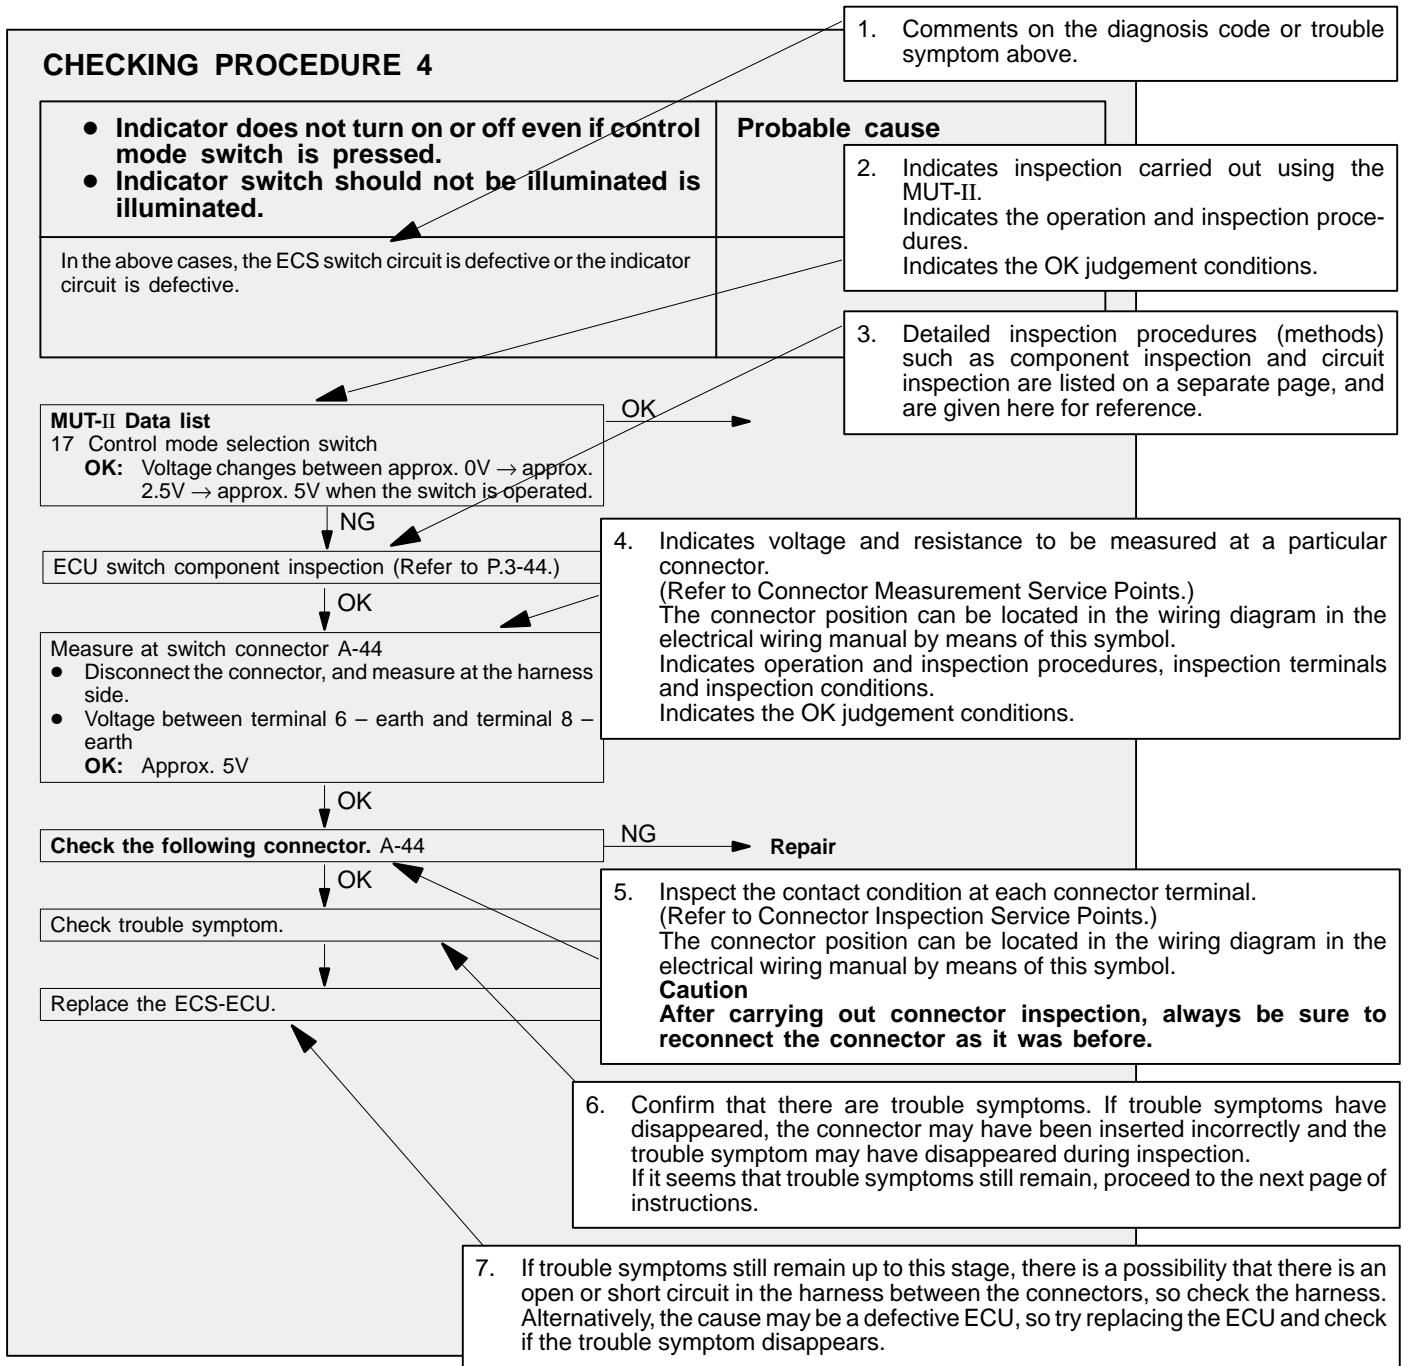 CHECKING PROCEDURE 4
● Indicator does not turn on or off even if control
mode switch is pressed.
● Indicator switch should not be illuminated is
illuminated.
Probable cause
In the above cases, the ECS switch circuit is defective or the indicator
circuit is defective.
MUT-II Data list
17 Control mode selection switch
OK: Voltage changes between approx. 0V → approx.
2.5V → approx. 5V when the switch is operated.
OK
NG
ECU switch component inspection (Refer to P.3-44.)
OK
Measure at switch connector A-44
● Disconnect the connector, and measure at the harness
side.
● Voltage between terminal 6 – earth and terminal 8 –
earth
OK: Approx. 5V
OK
Check the following connector. A-44
NG
Repair
OK
Check trouble symptom.
Replace the ECS-ECU.
1. Comments on the diagnosis code or trouble
symptom above.
2. Indicates inspection carried out using the
MUT-II.
Indicates the operation and inspection proce-
dures.
Indicates the OK judgement conditions.
3. Detailed inspection procedures (methods)
such as component inspection and circuit
inspection are listed on a separate page, and
are given here for reference.
4. Indicates voltage and resistance to be measured at a particular
connector.
(Refer to Connector Measurement Service Points.)
The connector position can be located in the wiring diagram in the
electrical wiring manual by means of this symbol.
Indicates operation and inspection procedures, inspection terminals
and inspection conditions.
Indicates the OK judgement conditions.
5. Inspect the contact condition at each connector terminal.
(Refer to Connector Inspection Service Points.)
The connector position can be located in the wiring diagram in the
electrical wiring manual by means of this symbol.
Caution
After carrying out connector inspection, always be sure to
reconnect the connector as it was before.
6. Confirm that there are trouble symptoms. If trouble symptoms have
disappeared, the connector may have been inserted incorrectly and the
trouble symptom may have disappeared during inspection.
If it seems that trouble symptoms still remain, proceed to the next page of
instructions.
7. If trouble symptoms still remain up to this stage, there is a possibility that there is an
open or short circuit in the harness between the connectors, so check the harness.
Alternatively, the cause may be a defective ECU, so try replacing the ECU and check
if the trouble symptom disappears.